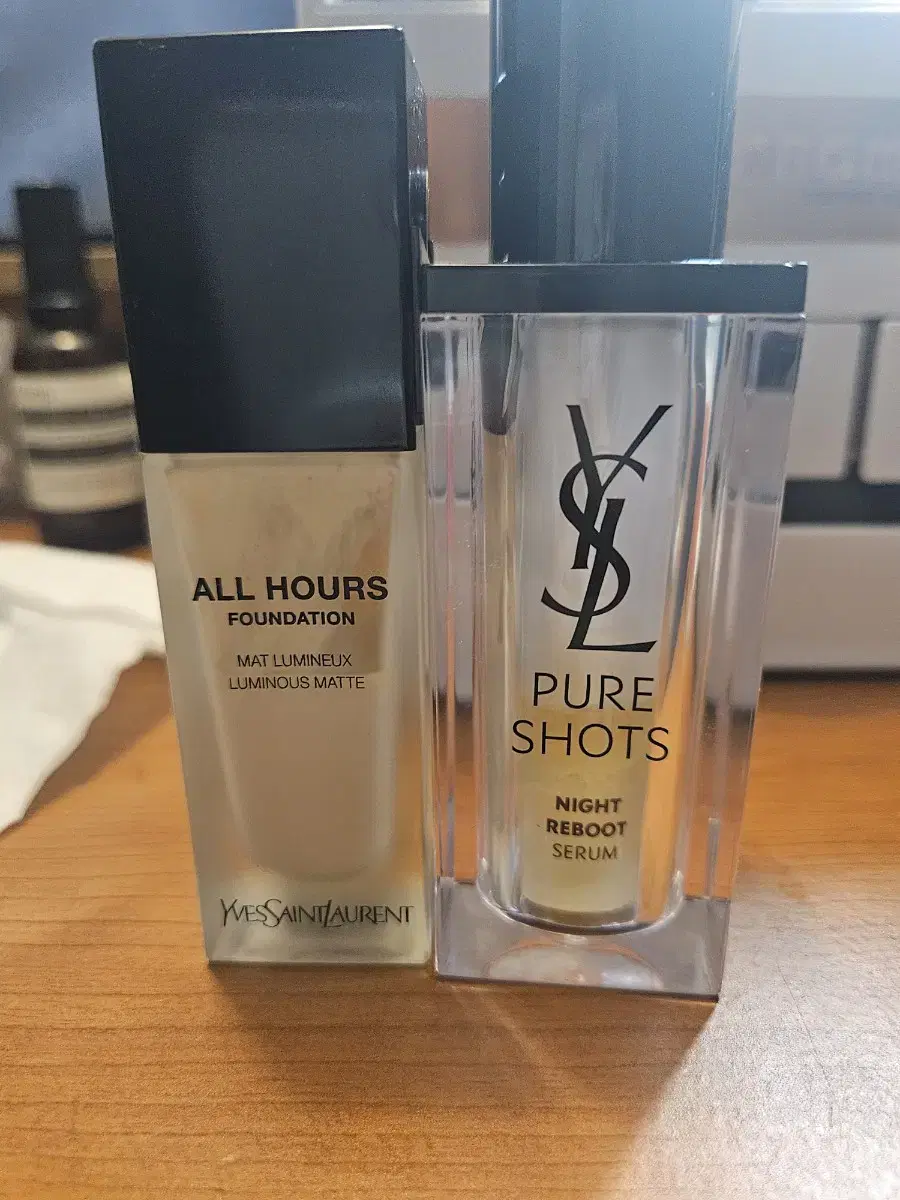 ALL HOURS
FOUNDATION
MAT LUMINEUX
LUMINOUS MATTE
YVESSAINTLAURENT
YSL
PURE
SHOTS
NIGHT
REBOOT
SERUM